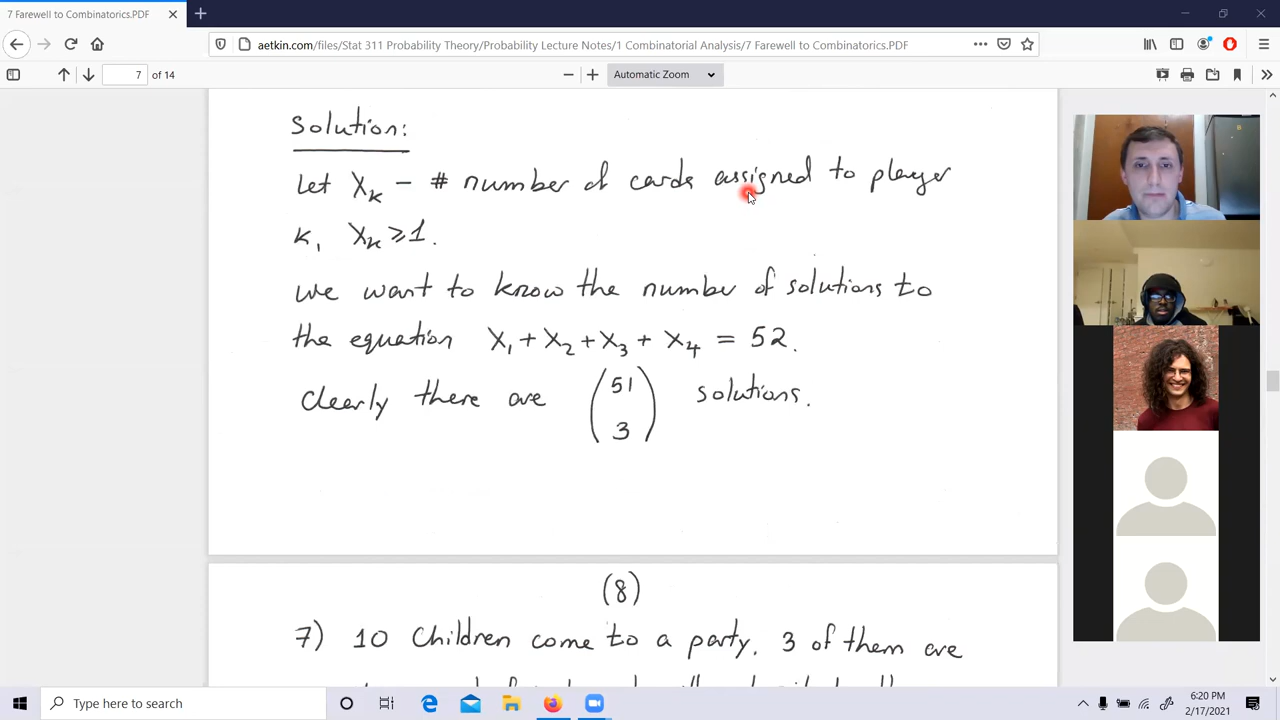 7 Farewell to Combinatorics.PDF
aetkin.com/files/Stat 311 Probability Theory/Probability Lecture Notes/1 Combinatorial Analysis/7 Farewell to Combinatorics.PDF
7 of 14
Automatic Zoom
Solution:
Let Xk - # number of cards assigned to player
k, Xk ≥ 1.
We want to know the number of solutions to
the equation X1 + X2 + X3 + X4 = 52.
Clearly there are (51 3) solutions.
(8)
7) 10 Children come to a party. 3 of them are
Type here to search
6:20 PM
2/17/2021